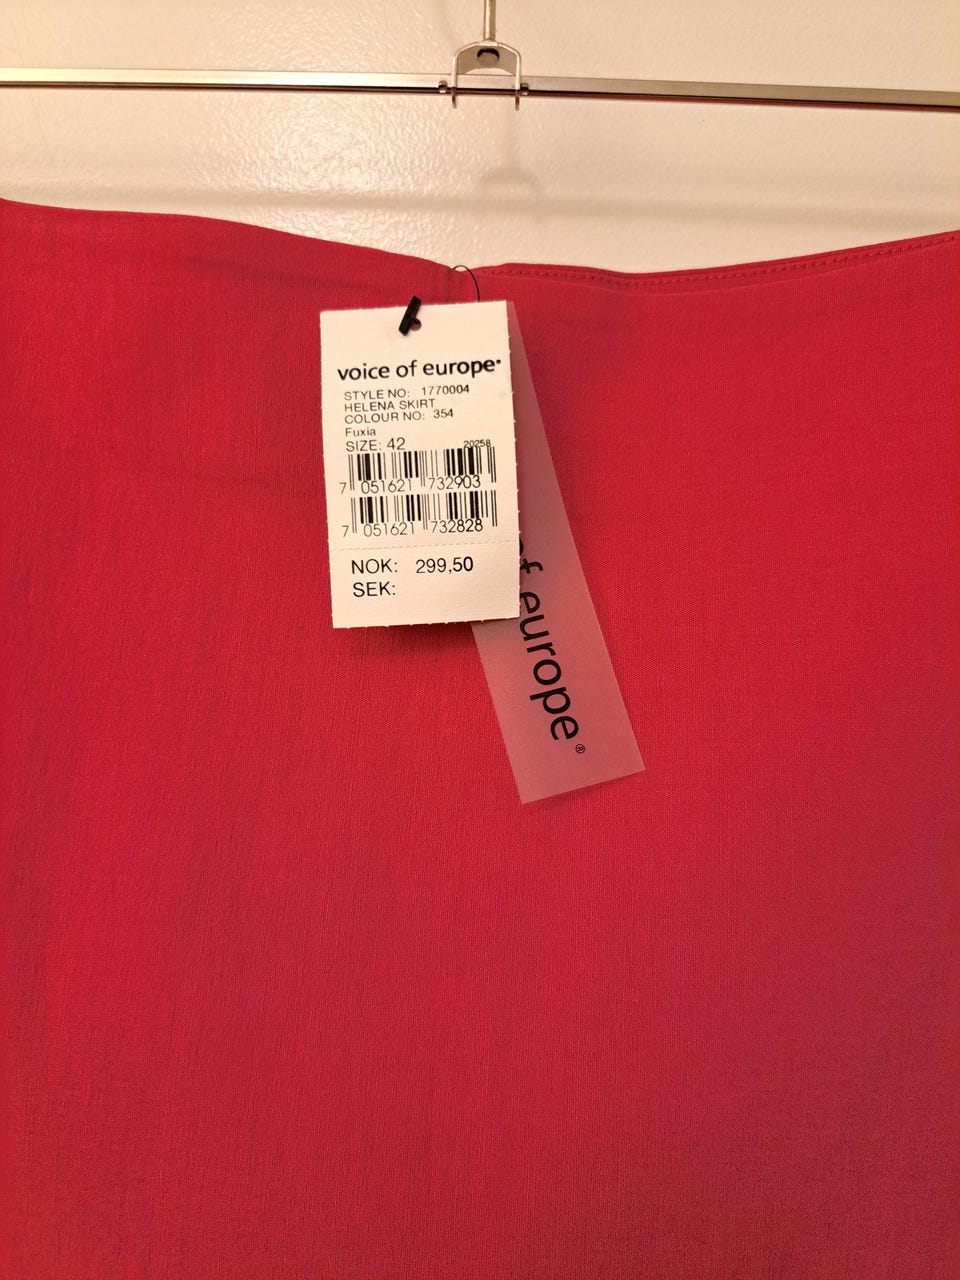 voice of europe
STYLE NO: 1770004
HELENA SKIRT
COLOUR NO: 354
Fuxia
SIZE: 42
20258
7 051621 732903
7 051621 732828
NOK: 299,50
SEK:
of europe®